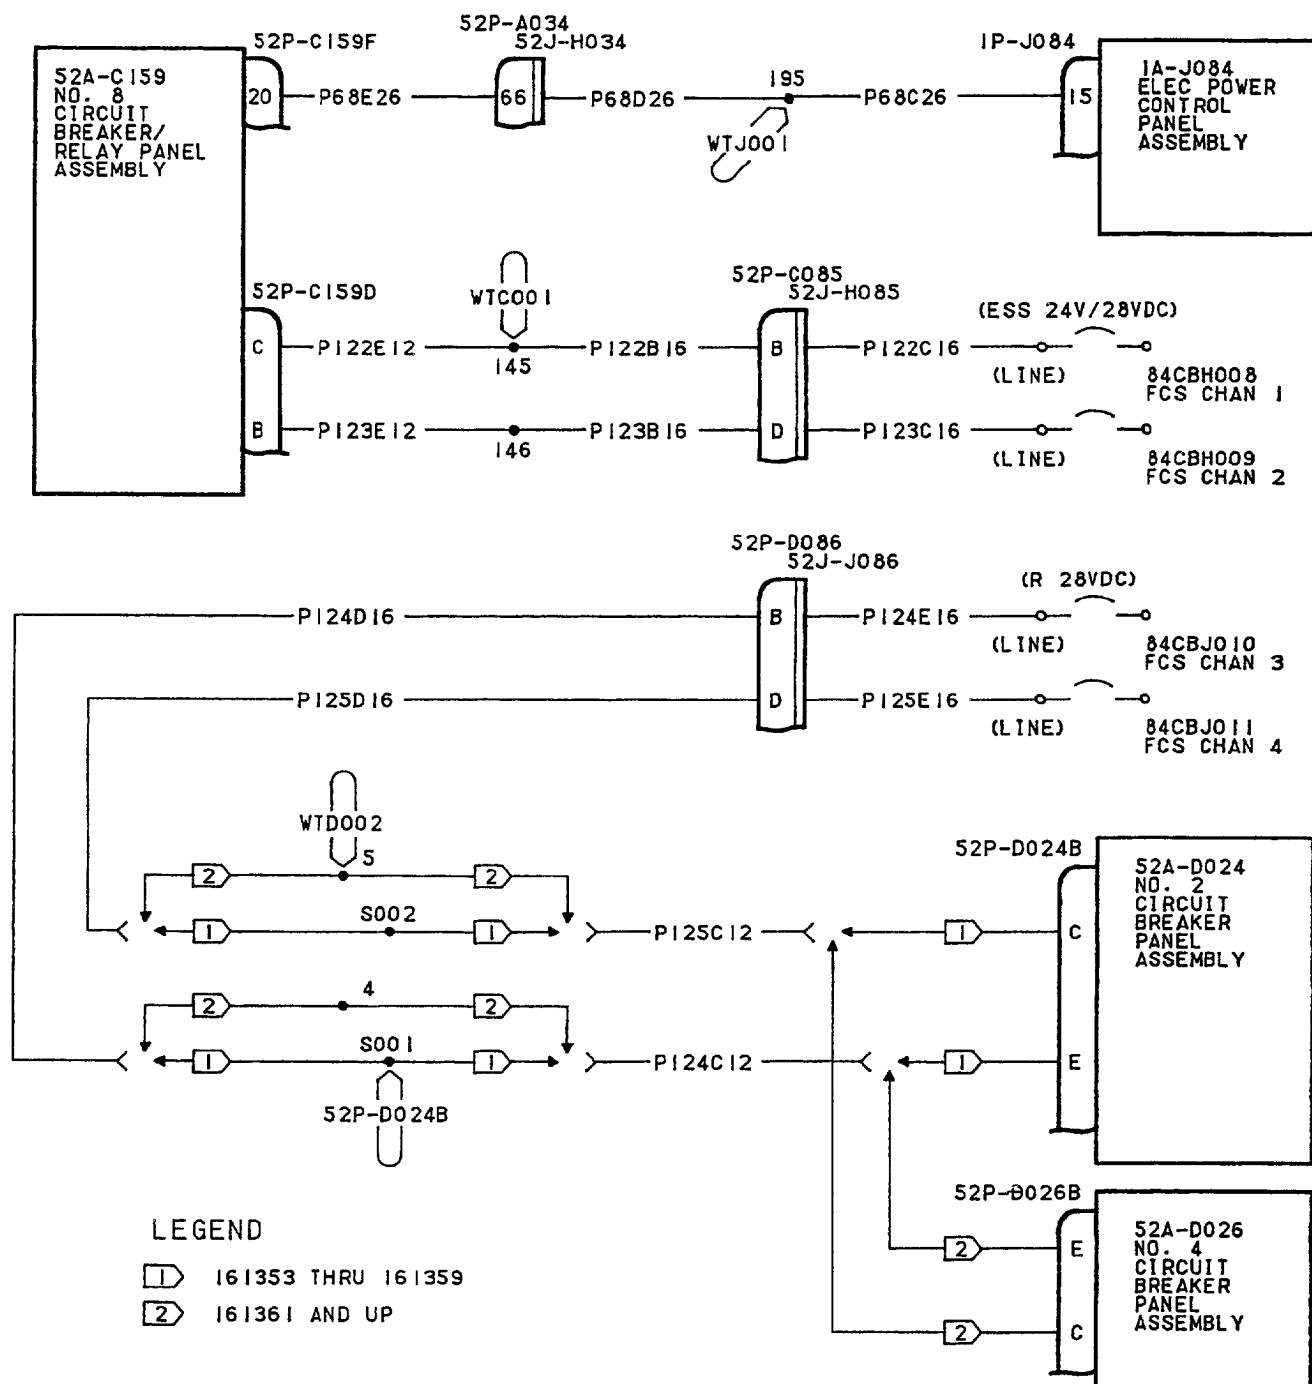 52P-A034
52J-H034
52P-C159F
1P-J084
52A-C159
NO. 8
CIRCUIT
BREAKER/
RELAY PANEL
ASSEMBLY
20
P68E26
66
P68D26
195
P68C26
15
1A-J084
ELEC POWER
CONTROL
PANEL
ASSEMBLY
WTJ001
52P-C159D
WTC001
52P-C085
52J-H085
(ESS 24V/28VDC)
C
P122E12
145
P122B16
B
P122C16
(LINE)
84CBH008
FCS CHAN 1
B
P123E12
146
P123B16
D
P123C16
(LINE)
84CBH009
FCS CHAN 2
52P-D086
52J-J086
(R 28VDC)
P124D16
B
P124E16
(LINE)
84CBJ010
FCS CHAN 3
P125D16
D
P125E16
(LINE)
84CBJ011
FCS CHAN 4
WTD002
5
2
2
52P-D024B
52A-D024
NO. 2
CIRCUIT
BREAKER
PANEL
ASSEMBLY
1
S002
1
P125C12
1
C
2
4
2
1
S001
1
P124C12
1
E
52P-D024B
52P-D026B
52A-D026
NO. 4
CIRCUIT
BREAKER
PANEL
ASSEMBLY
2
E
2
C
LEGEND
1 161353 THRU 161359
2 161361 AND UP